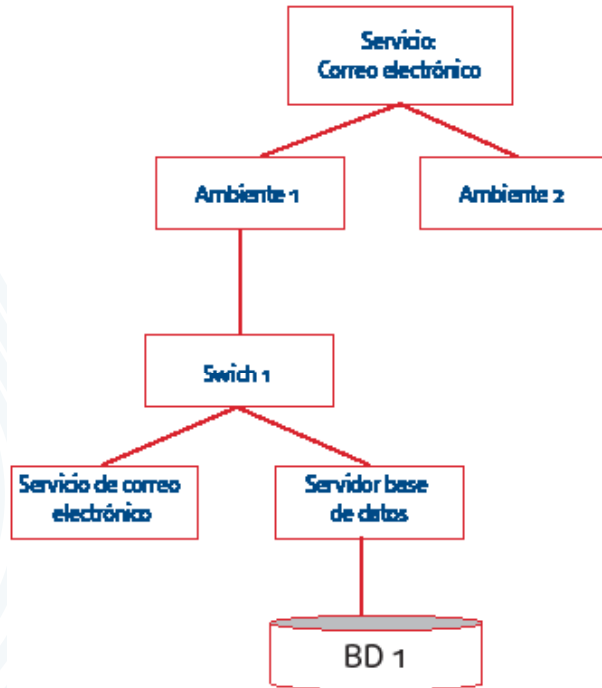 Servicio:
Correo electrónico
Ambiente 1
Ambiente 2
Swich 1
Servicio de correo
electrónico
Servidor base
de datos
BD 1